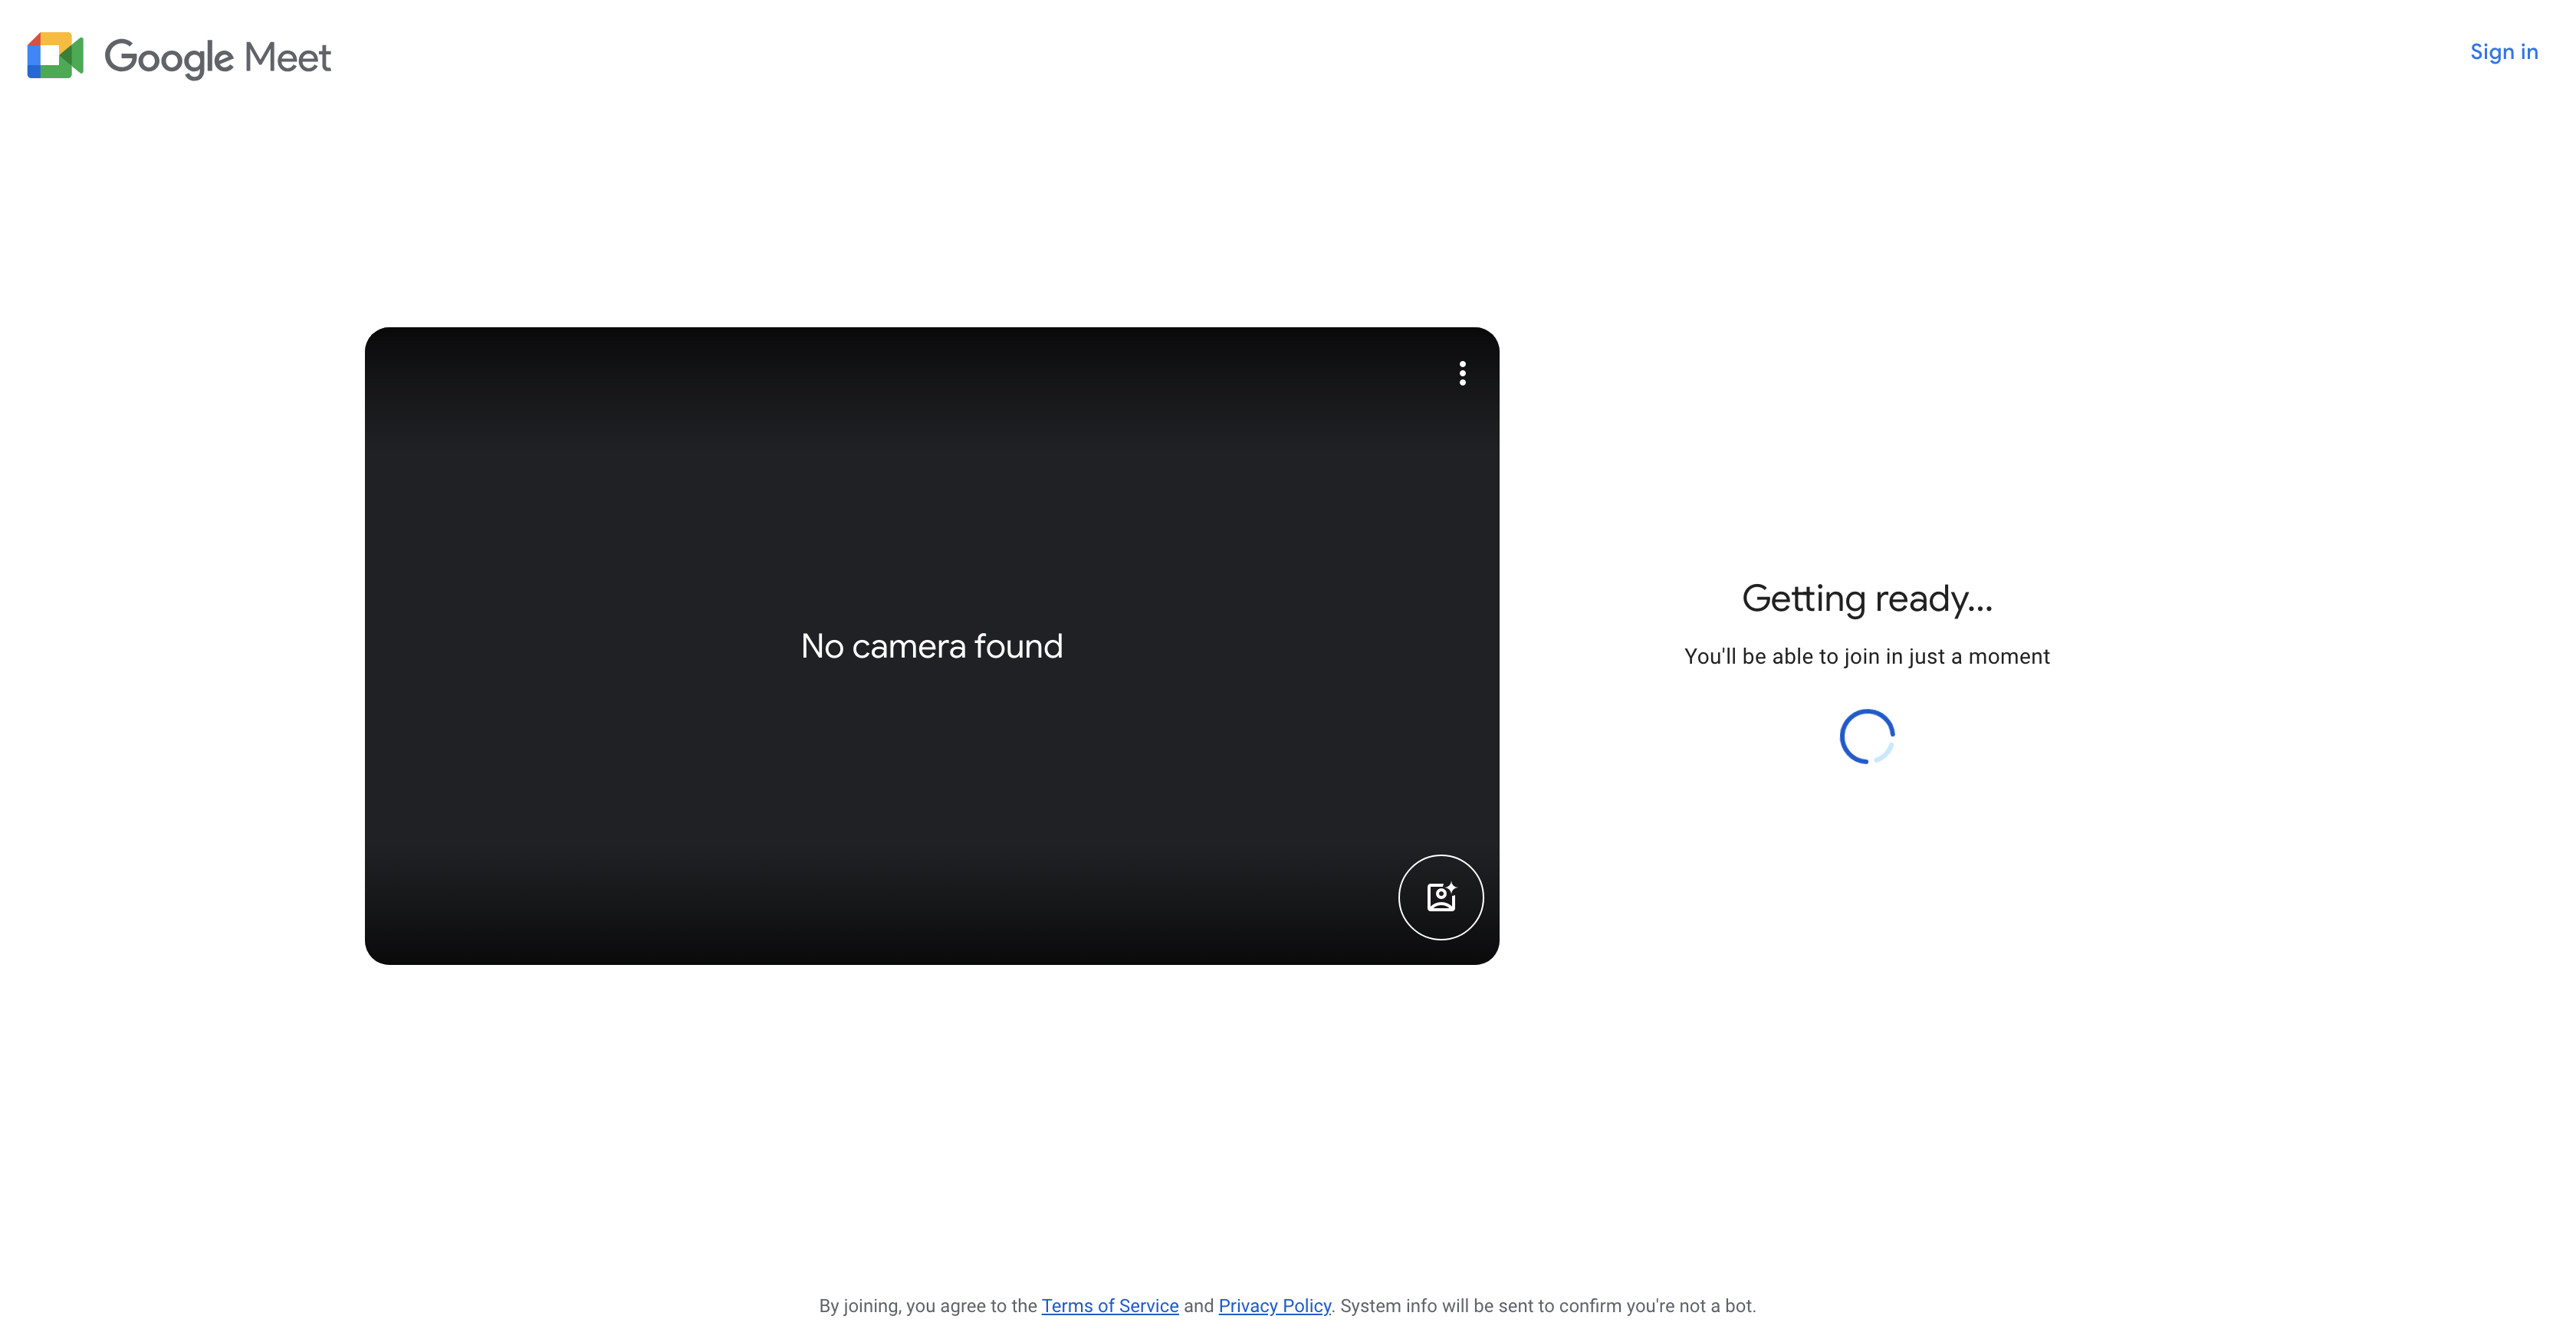 Google Meet
Sign in
No camera found
Getting ready...
You'll be able to join in just a moment
By joining, you agree to the Terms of Service and Privacy Policy. System info will be sent to confirm you're not a bot.